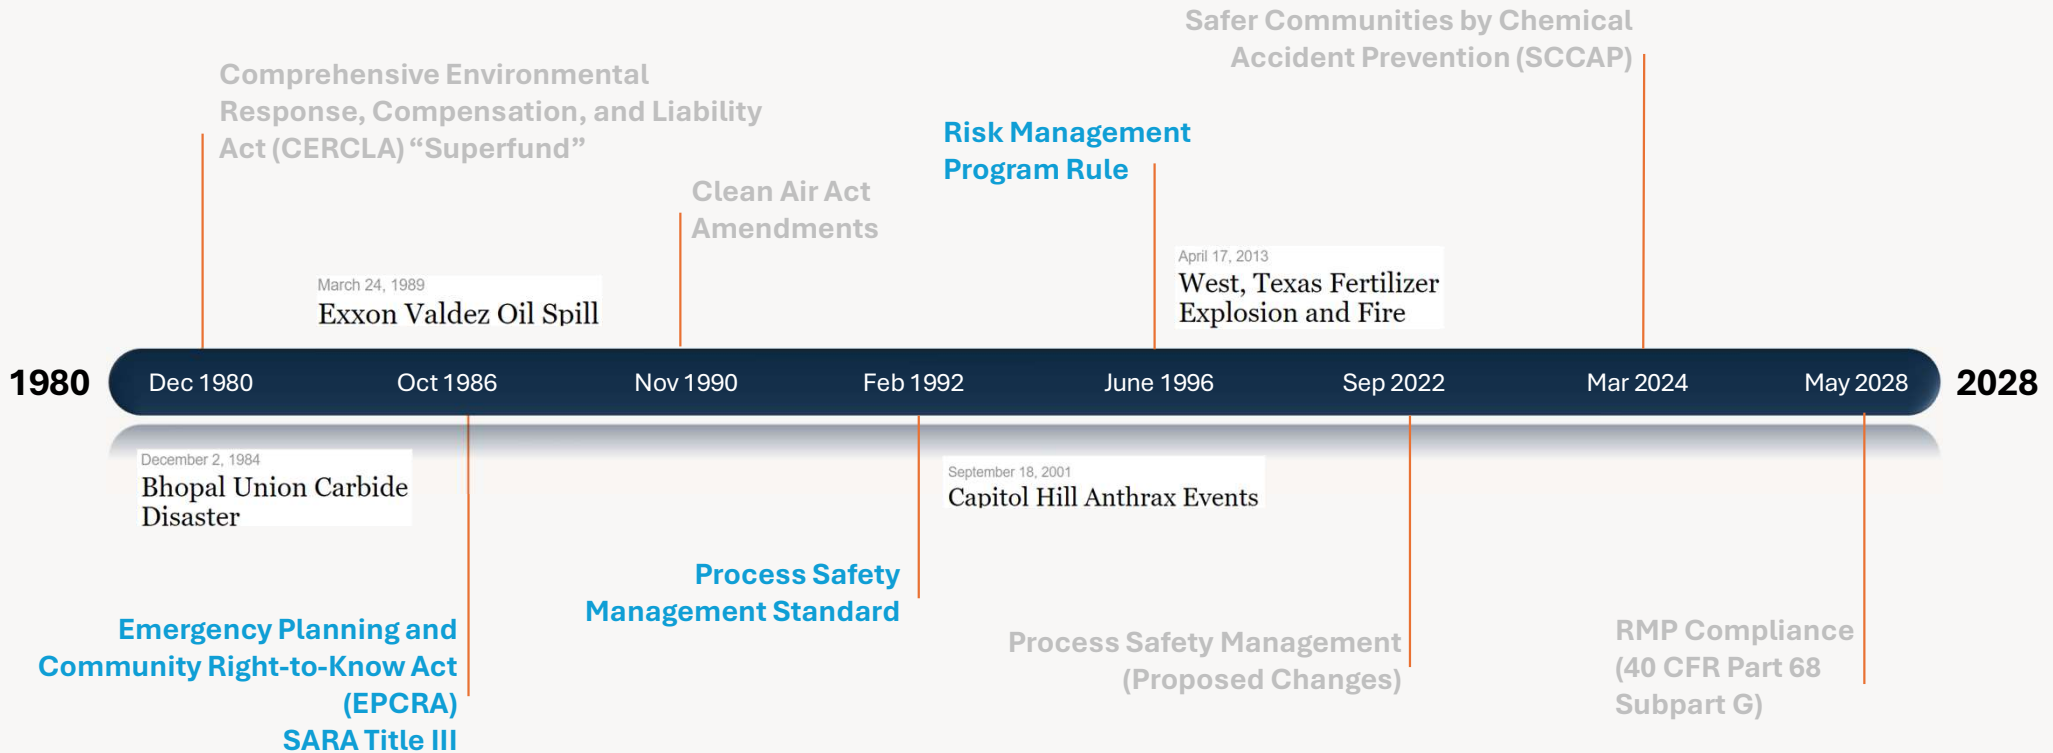 Safer Communities by Chemical
Accident Prevention (SCCAP)
Comprehensive Environmental
Response, Compensation, and Liability
Act (CERCLA) “Superfund”
Risk Management
Program Rule
Clean Air Act
Amendments
March 24, 1989
Exxon Valdez Oil Spill
April 17, 2013
West, Texas Fertilizer
Explosion and Fire
1980
Dec 1980
Oct 1986
Nov 1990
Feb 1992
June 1996
Sep 2022
Mar 2024
May 2028
2028
December 2, 1984
Bhopal Union Carbide
Disaster
September 18, 2001
Capitol Hill Anthrax Events
Process Safety
Management Standard
Emergency Planning and
Community Right-to-Know Act
(EPCRA)
SARA Title III
Process Safety Management
(Proposed Changes)
RMP Compliance
(40 CFR Part 68
Subpart G)